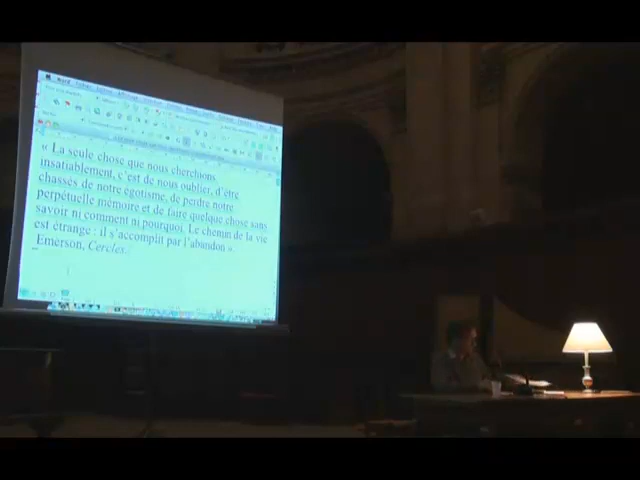 « La seule chose que nous cherchions
insatiablement, c'est de nous oublier, d'être
chassés de notre égotisme, de perdre notre
perpétuelle mémoire et de faire quelque chose sans
savoir ni comment ni pourquoi. Le chemin de la vie
est étrange : il s'accomplit par l'abandon »
Emerson, Cercles.